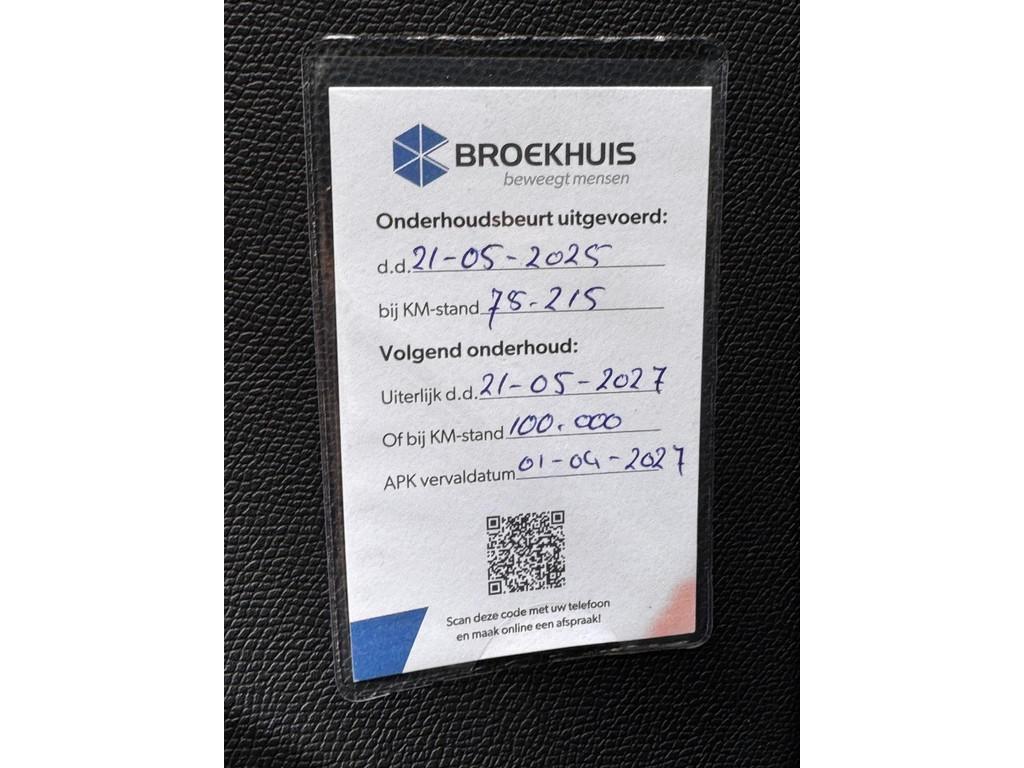 BROEKHUIS
beweegt mensen
Onderhoudsbeurt uitgevoerd:
d.d. 21-05-2025
bij KM-stand 75-215
Volgend onderhoud:
Uiterlijk d.d. 21-05-2027
Of bij KM-stand 100.000
APK vervaldatum 01-04-2027
Scan deze code met uw telefoon
en maak online een afspraak!